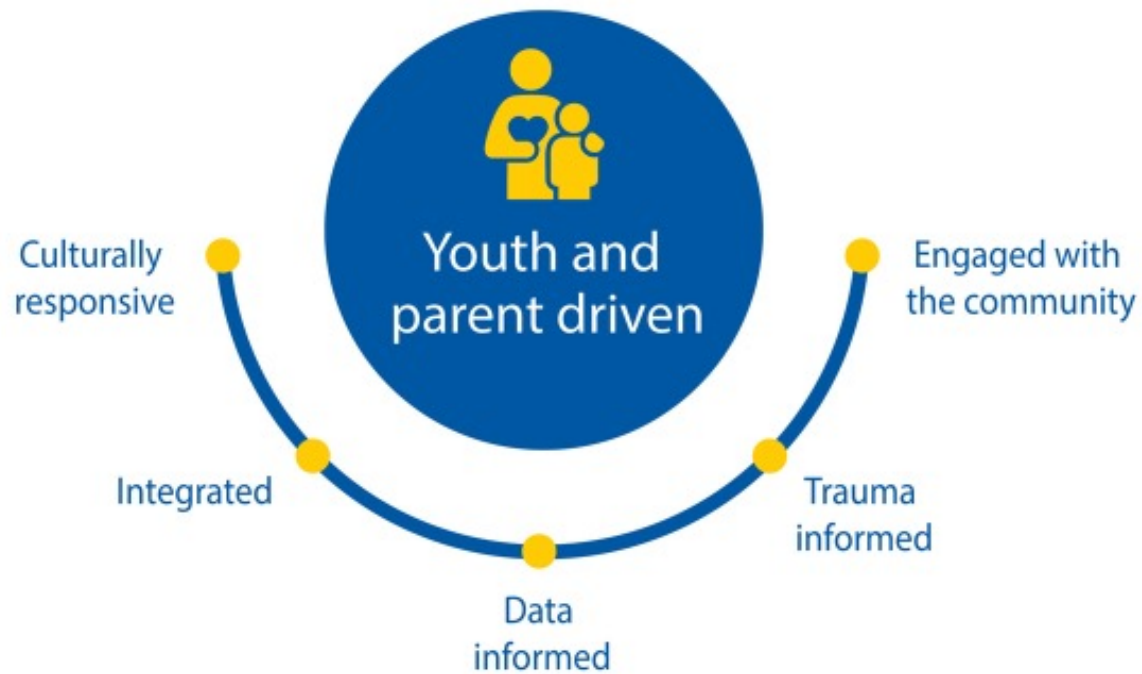 Youth and
parent driven
Culturally
responsive
Integrated
Data
informed
Trauma
informed
Engaged with
the community